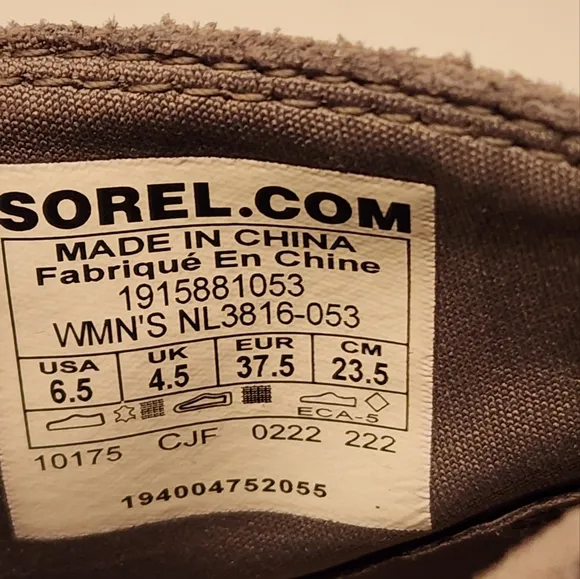 SOREL.COM
MADE IN CHINA
Fabriqué En Chine
1915881053
WMN'S NL3816-053
USA UK EUR CM
6.5 4.5 37.5 23.5
ECA-5
10175 CJF 0222 222
194004752055